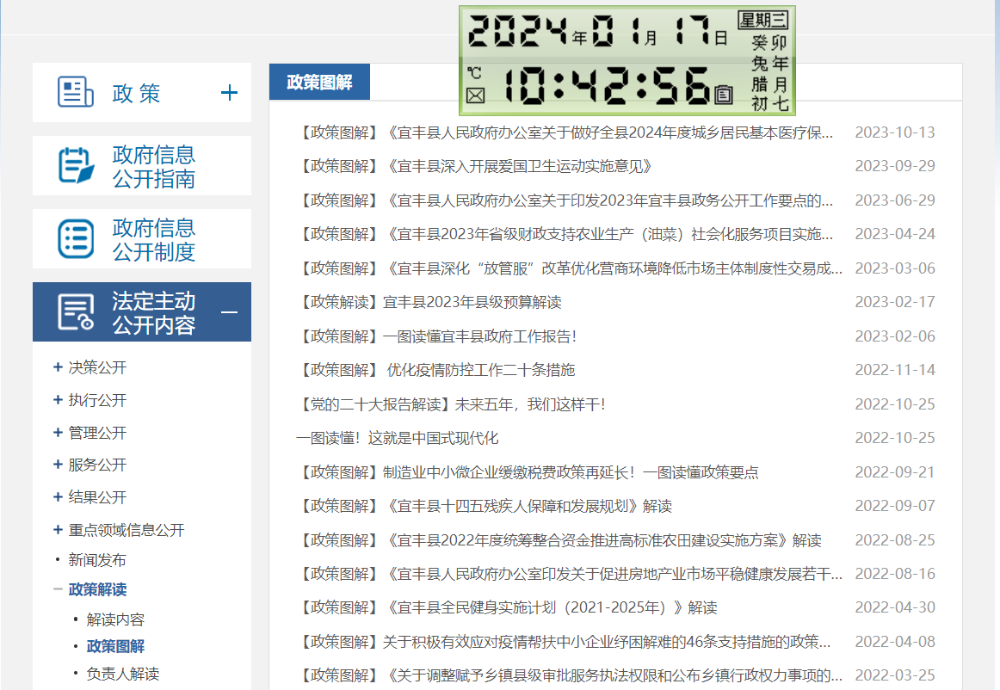 2024年01月17日 星期三
℃ 10:42:56
癸卯
兔年
腊月
初七
政策
+
政府信息
公开指南
政府信息
公开制度
法定主动
公开内容
+ 决策公开
+ 执行公开
+ 管理公开
+ 服务公开
+ 结果公开
+ 重点领域信息公开
• 新闻发布
— 政策解读
• 解读内容
• 政策图解
• 负责人解读
政策图解
【政策图解】《宜丰县人民政府办公室关于做好全县2024年度城乡居民基本医疗保... 2023-10-13
【政策图解】《宜丰县深入开展爱国卫生运动实施意见》 2023-09-29
【政策图解】《宜丰县人民政府办公室关于印发2023年宜丰县政务公开工作要点的... 2023-06-29
【政策图解】《宜丰县2023年省级财政支持农业生产（油菜）社会化服务项目实施... 2023-04-24
【政策图解】《宜丰县深化“放管服”改革优化营商环境降低市场主体制度性交易成... 2023-03-06
【政策解读】宜丰县2023年县级预算解读 2023-02-17
【政策图解】一图读懂宜丰县政府工作报告！ 2023-02-06
【政策图解】 优化疫情防控工作二十条措施 2022-11-14
【党的二十大报告解读】未来五年，我们这样干！ 2022-10-25
一图读懂！这就是中国式现代化 2022-10-25
【政策图解】制造业中小微企业缓缴税费政策再延长！一图读懂政策要点 2022-09-21
【政策图解】《宜丰县十四五残疾人保障和发展规划》解读 2022-09-07
【政策图解】《宜丰县2022年度统筹整合资金推进高标准农田建设实施方案》解读 2022-08-25
【政策图解】《宜丰县人民政府办公室印发关于促进房地产业市场平稳健康发展若干... 2022-08-16
【政策图解】《宜丰县全民健身实施计划（2021-2025年）》解读 2022-04-30
【政策图解】关于积极有效应对疫情帮扶中小企业纾困解难的46条支持措施的政策... 2022-04-08
【政策图解】《关于调整赋予乡镇县级审批服务执法权限和公布乡镇行政权力事项的... 2022-03-25